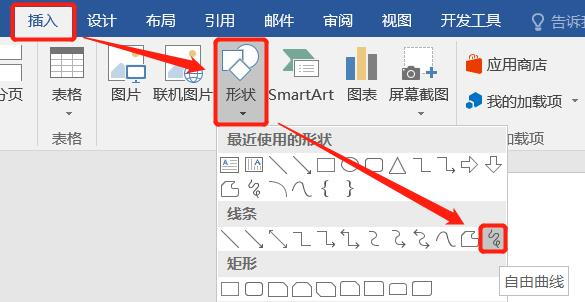 插入 设计 布局 引用 邮件 审阅 视图 开发工具 告诉我
分页 表格 图片 联机图片 形状 SmartArt 图表 屏幕截图 应用商店
我的加载项
表格 加载项
最近使用的形状
线条
矩形
自由曲线